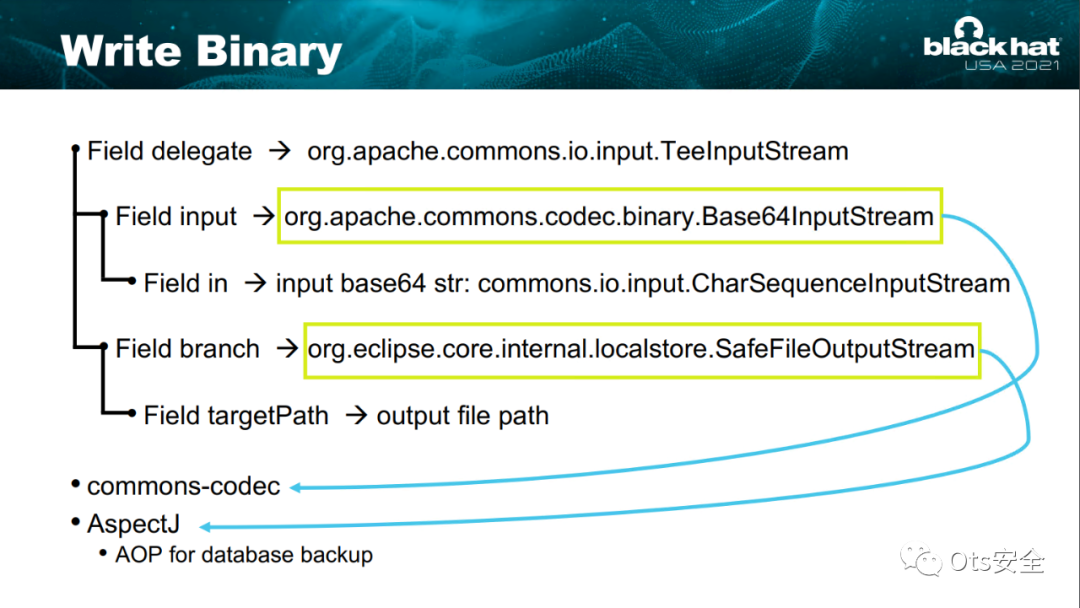 Write Binary
black hat
USA 2021
• Field delegate → org.apache.commons.io.input.TeeInputStream
• Field input → org.apache.commons.codec.binary.Base64InputStream
• Field in → input base64 str: commons.io.input.CharSequenceInputStream
• Field branch → org.eclipse.core.internal.localstore.SafeFileOutputStream
• Field targetPath → output file path
• commons-codec
• AspectJ
• AOP for database backup
Ots安全